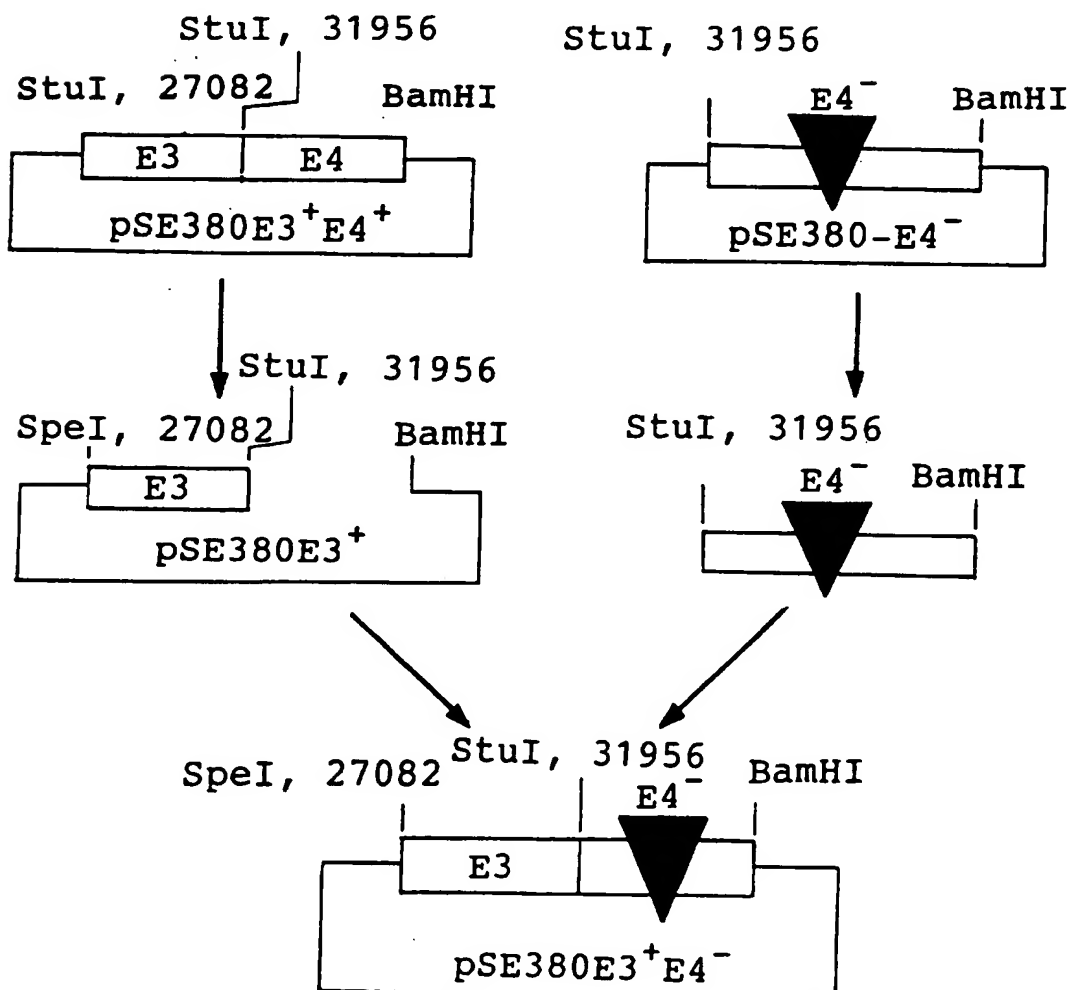 StuI, 31956
StuI, 27082
BamHI
E3
E4
pSE380E3⁺E4⁺
StuI, 31956
E4⁻
BamHI
pSE380-E4⁻
StuI, 31956
SpeI, 27082
BamHI
E3
pSE380E3⁺
StuI, 31956
E4⁻
BamHI
StuI, 31956
SpeI, 27082
E4⁻
BamHI
E3
pSE380E3⁺E4⁻